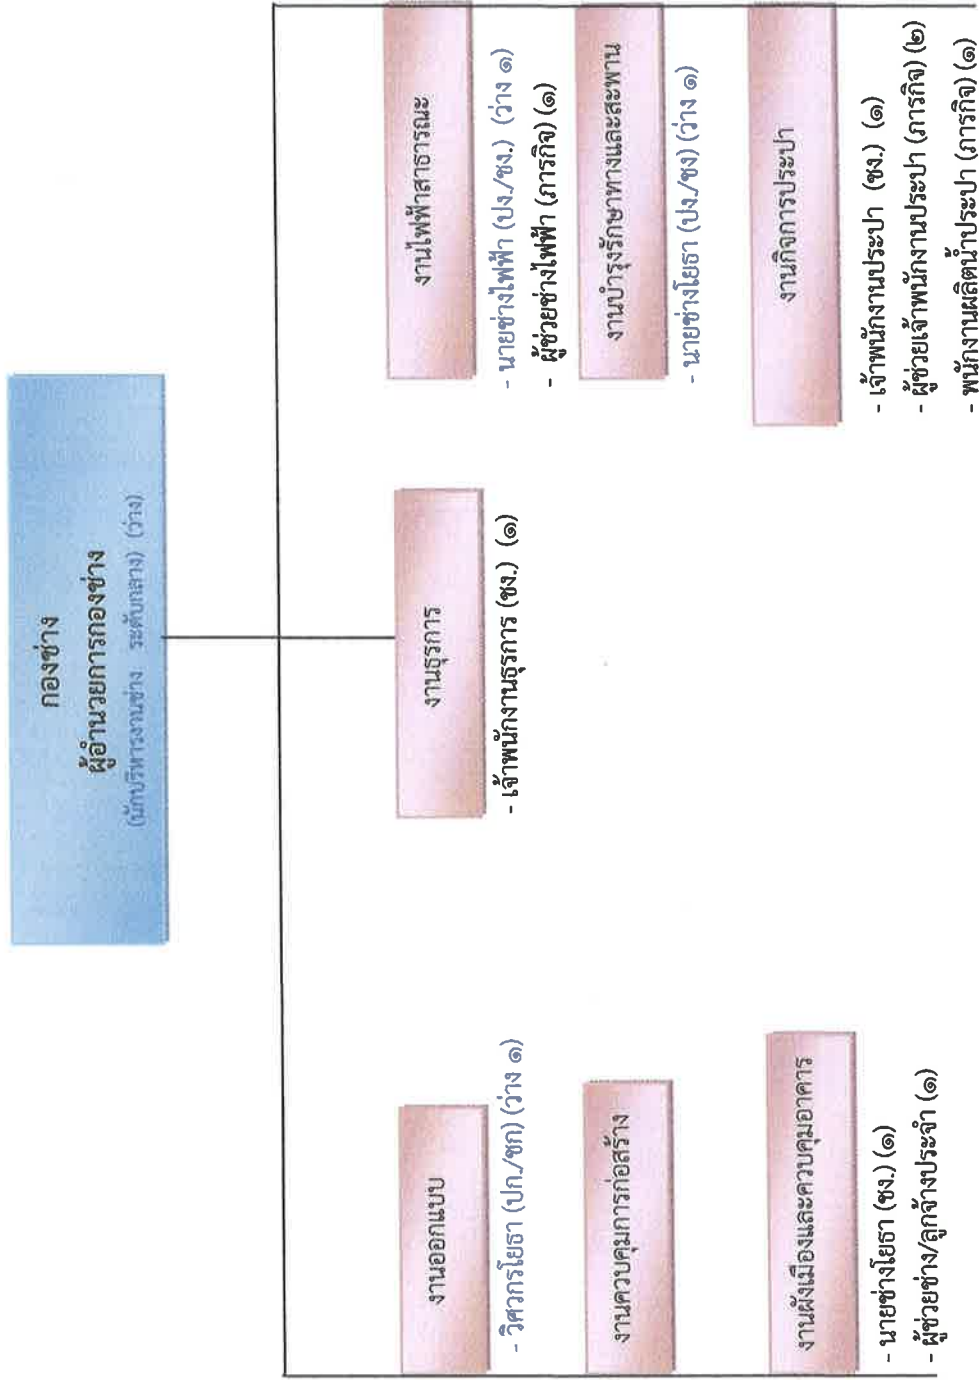 กองช่าง
ผู้อำนวยการกองช่าง
(นักบริหารงานช่าง ระดับกลาง) (ว่าง)
งานออกแบบ
- วิศวกรโยธา (ปก./ชก) (ว่าง ๑)
งานควบคุมการก่อสร้าง
งานผังเมืองและควบคุมอาคาร
- นายช่างโยธา (ชง.) (๑)
- ผู้ช่วยช่าง/ลูกจ้างประจำ (๑)
งานธุรการ
- เจ้าพนักงานธุรการ (ชง.) (๑)
งานไฟฟ้าสาธารณะ
- นายช่างไฟฟ้า (ปง./ชง.) (ว่าง ๑)
- ผู้ช่วยช่างไฟฟ้า (ภารกิจ) (๑)
งานบำรุงรักษาทางและสะพาน
- นายช่างโยธา (ปง./ชง) (ว่าง ๑)
งานกิจการประปา
- เจ้าพนักงานประปา (ชง.) (๑)
- ผู้ช่วยเจ้าพนักงานประปา (ภารกิจ) (๒)
- พนักงานผลิตน้ำประปา (ภารกิจ) (๑)